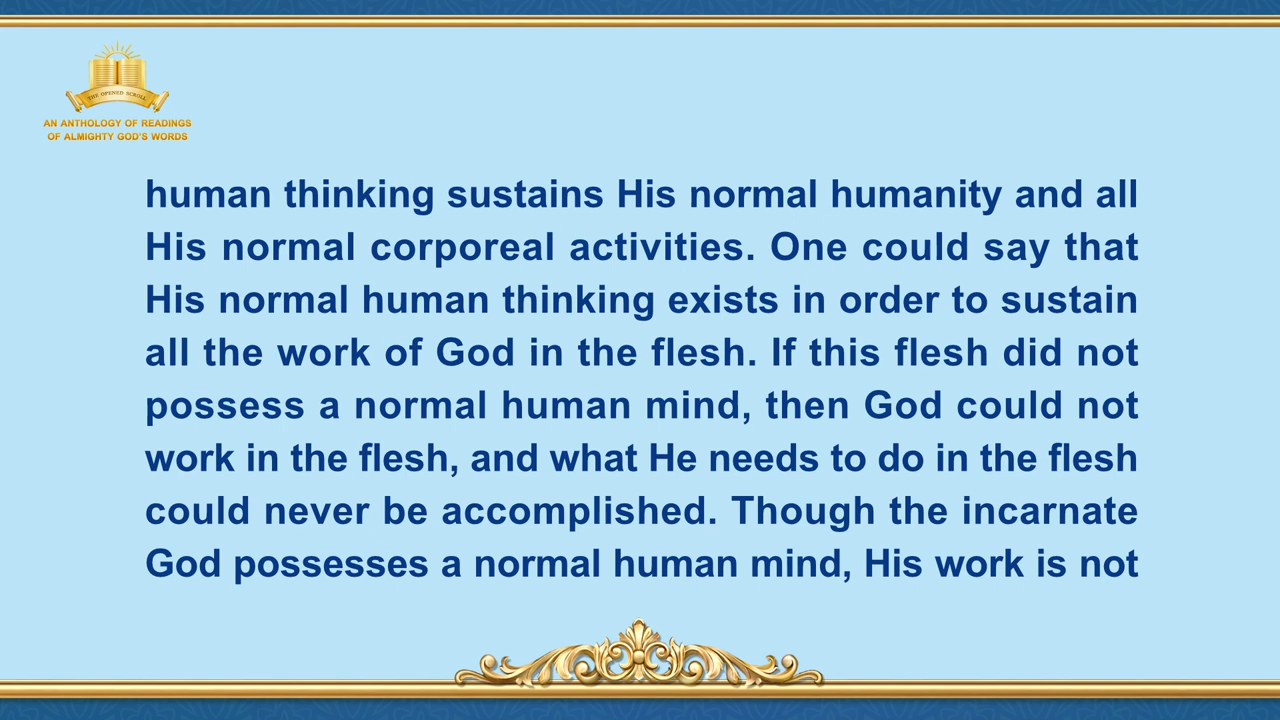 THE OPENED SCROLL
AN ANTHOLOGY OF READINGS
OF ALMIGHTY GOD'S WORDS
human thinking sustains His normal humanity and all
His normal corporeal activities. One could say that
His normal human thinking exists in order to sustain
all the work of God in the flesh. If this flesh did not
possess a normal human mind, then God could not
work in the flesh, and what He needs to do in the flesh
could never be accomplished. Though the incarnate
God possesses a normal human mind, His work is not